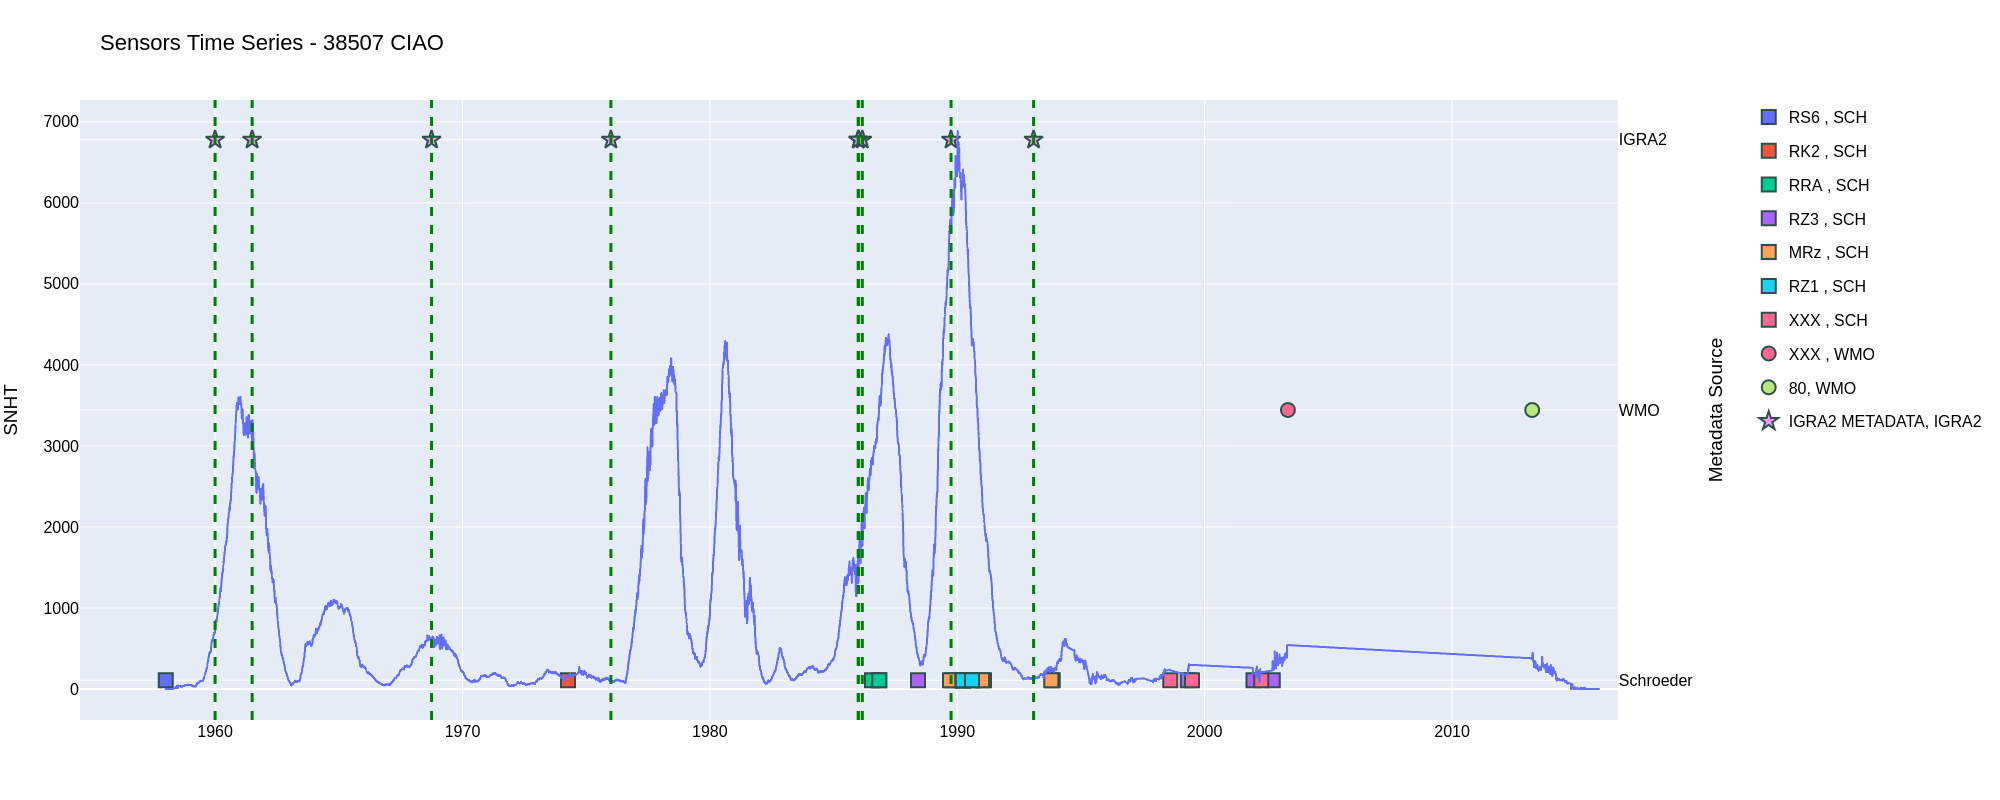 Sensors Time Series - 38507 CIAO
7000
6000
5000
4000
3000
2000
1000
0
SNHT
1960
1970
1980
1990
2000
2010
IGRA2
WMO
Schroeder
Metadata Source
RS6 , SCH
RK2 , SCH
RRA , SCH
RZ3 , SCH
MRz , SCH
RZ1 , SCH
XXX , SCH
XXX , WMO
80, WMO
IGRA2 METADATA, IGRA2